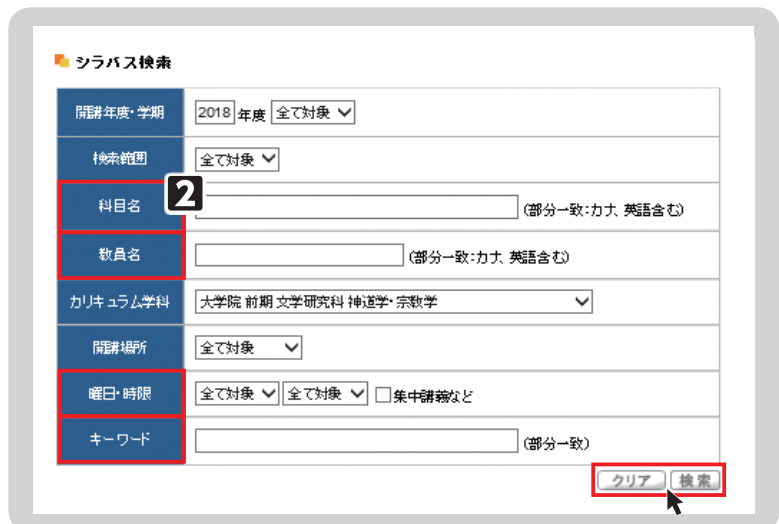 シラバス検索
開講年度・学期 2018 年度 全て対象
検索範囲 全て対象
2
科目名 (部分一致:カナ、英語含む)
教員名 (部分一致:カナ、英語含む)
カリキュラム学科 大学院 前期 文学研究科 神道学・宗教学
開講場所 全て対象
曜日・時限 全て対象 全て対象 集中講義など
キーワード (部分一致)
クリア 検索